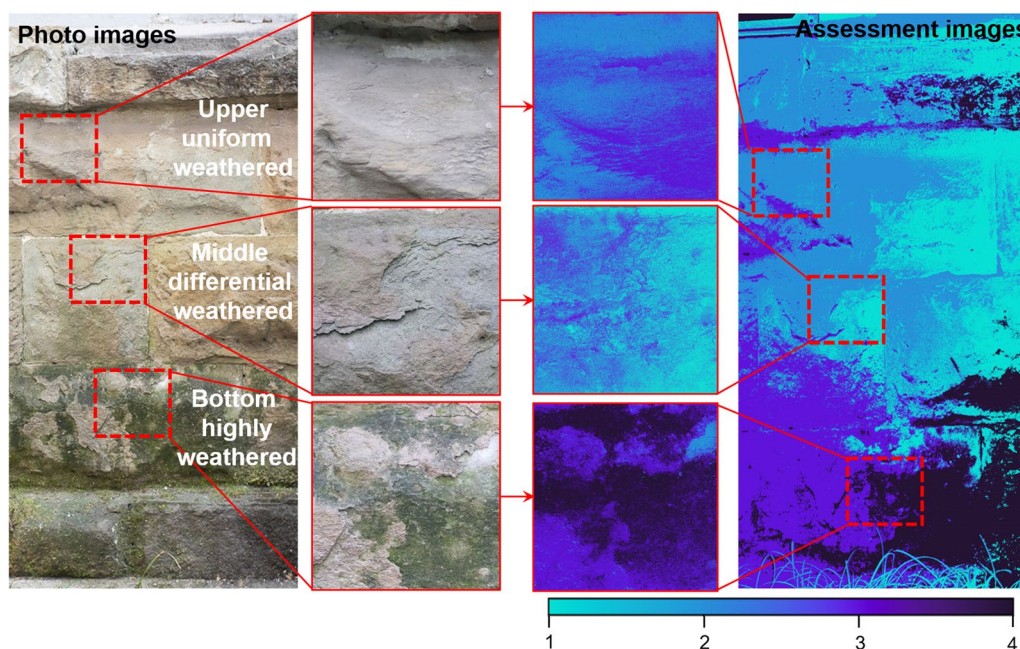 Photo images
Assessment images
Upper
uniform
weathered
Middle
differential
weathered
Bottom
highly
weathered
1 2 3 4